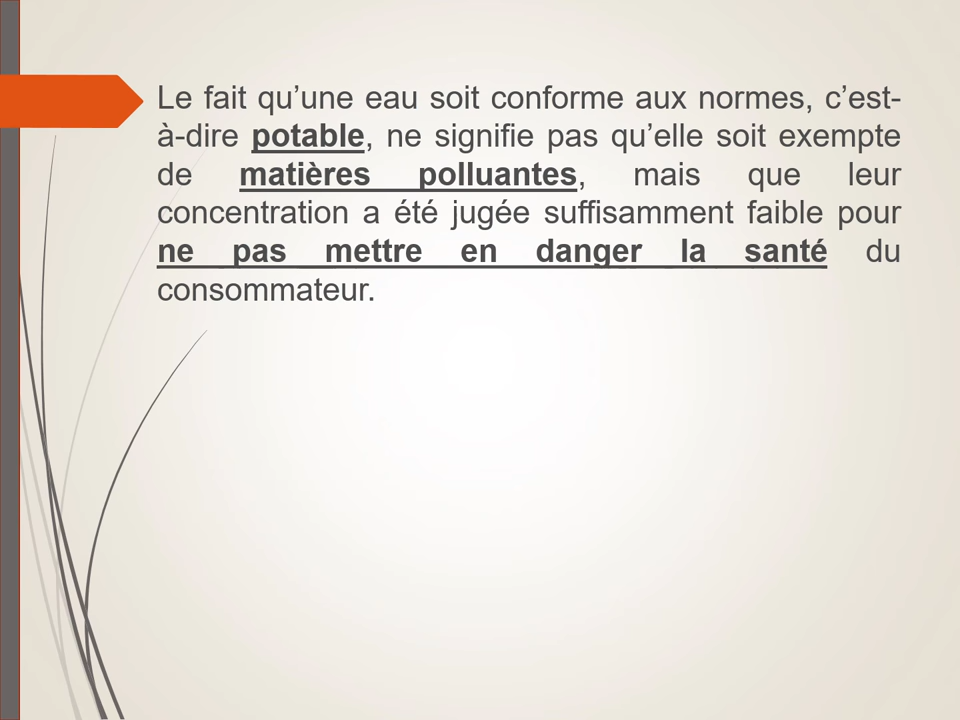 Le fait qu’une eau soit conforme aux normes, c’est-
à-dire potable, ne signifie pas qu’elle soit exempte
de matières polluantes, mais que leur
concentration a été jugée suffisamment faible pour
ne pas mettre en danger la santé du
consommateur.